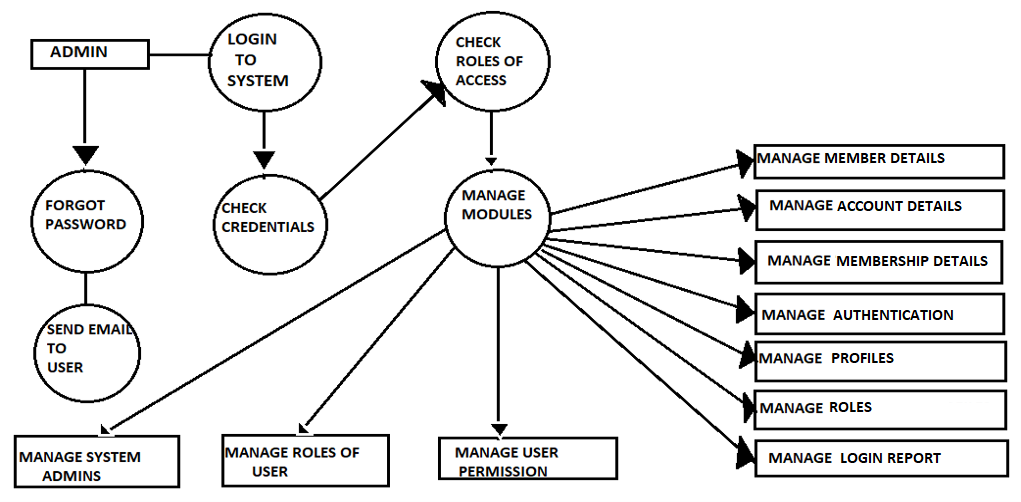 ADMIN
LOGIN
TO
SYSTEM
CHECK
ROLES OF
ACCESS
FORGOT
PASSWORD
CHECK
CREDENTIALS
MANAGE
MODULES
SEND EMAIL
TO
USER
MANAGE MEMBER DETAILS
MANAGE ACCOUNT DETAILS
MANAGE MEMBERSHIP DETAILS
MANAGE AUTHENTICATION
MANAGE PROFILES
MANAGE ROLES
MANAGE LOGIN REPORT
MANAGE SYSTEM
ADMINS
MANAGE ROLES OF
USER
MANAGE USER
PERMISSION